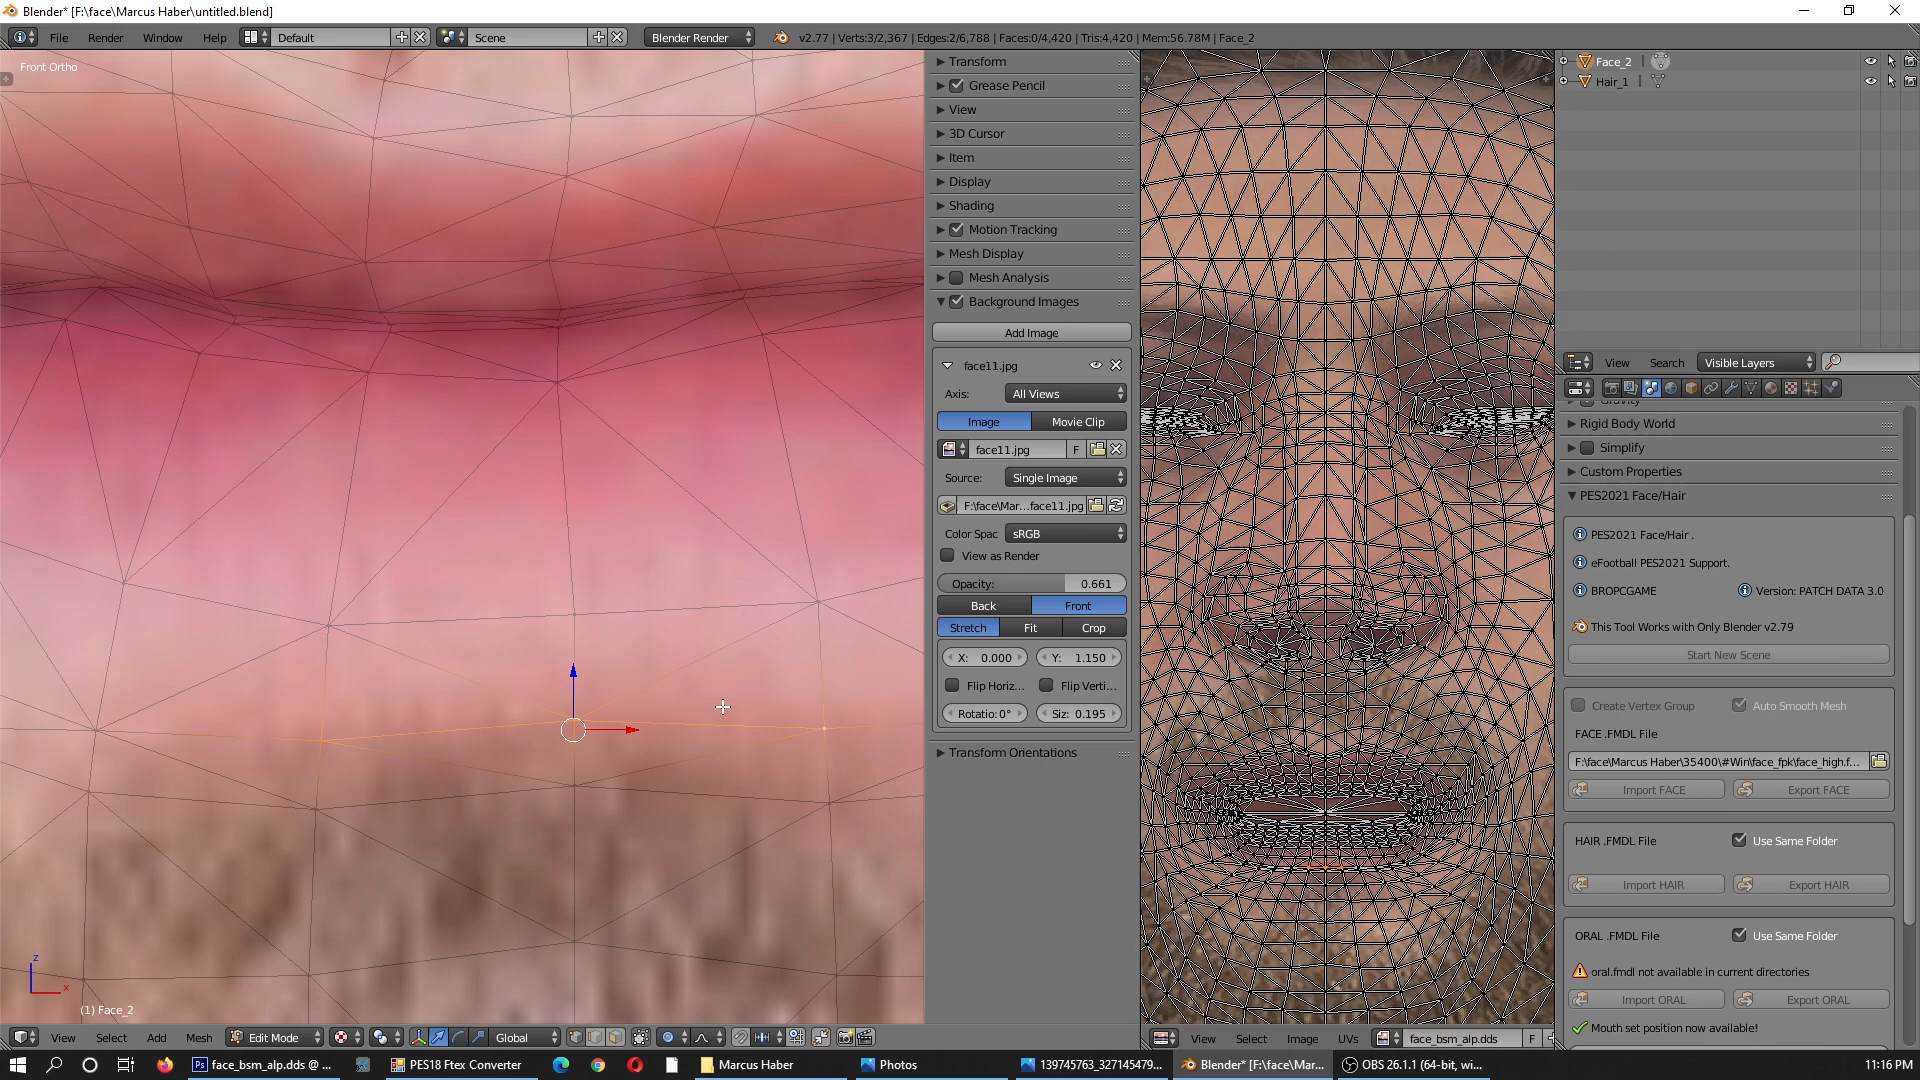 Blender* [F:\face\Marcus Haber\untitled.blend]
File Render Window Help Default Scene Blender Render v2.77 | Verts:3/2,367 | Edges:2/6,788 | Faces:0/4,420 | Tris:4,420 | Mem:56.78M | Face_2
Front Ortho
Transform
Grease Pencil
View
3D Cursor
Item
Display
Shading
Motion Tracking
Mesh Display
Mesh Analysis
Background Images
Add Image
face11.jpg
Axis: All Views
Image Movie Clip
face11.jpg F
Source: Single Image
F:\face\Mar...face11.jpg
Color Spac sRGB
View as Render
Opacity: 0.661
Back Front
Stretch Fit Crop
X: 0.000 Y: 1.150
Flip Horiz... Flip Verti...
Rotatio: 0° Siz: 0.195
Transform Orientations
z
x
(1) Face_2
View Select Add Mesh Edit Mode Global
View Select Image UVs face_bsm_alp.dds F
Face_2
Hair_1
View Search Visible Layers
Gravity
Rigid Body World
Simplify
Custom Properties
PES2021 Face/Hair
PES2021 Face/Hair .
eFootball PES2021 Support.
BROPCGAME Version: PATCH DATA 3.0
This Tool Works with Only Blender v2.79
Start New Scene
Create Vertex Group Auto Smooth Mesh
FACE .FMDL File
F:\face\Marcus Haber\35400\#Win\face_fpk\face_high.f...
Import FACE Export FACE
HAIR .FMDL File Use Same Folder
Import HAIR Export HAIR
ORAL .FMDL File Use Same Folder
oral.fmdl not available in current directories
Import ORAL Export ORAL
Mouth set position now available!
Ps face_bsm_alp.dds @ ... PES18 Ftex Converter Marcus Haber Photos 139745763_327145479... Blender* [F:\face\Mar... OBS 26.1.1 (64-bit, wi... 11:16 PM